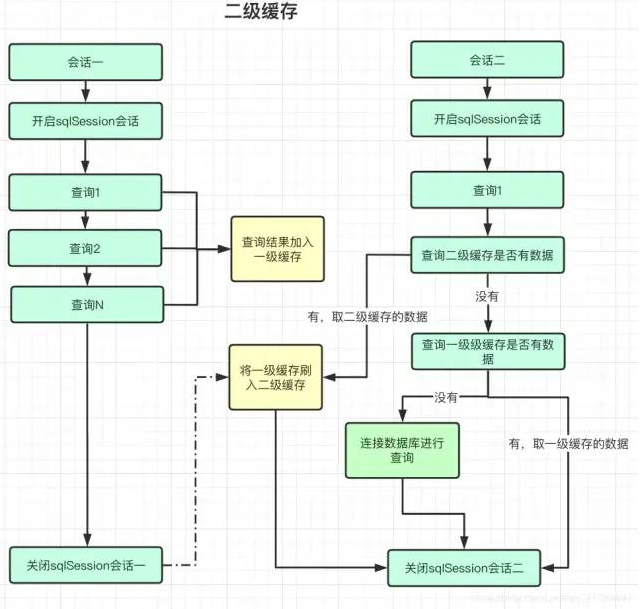 二级缓存
会话一
开启sqlSession会话
查询1
查询2
查询N
查询结果加入
一级缓存
将一级缓存刷
入二级缓存
关闭sqlSession会话一
会话二
开启sqlSession会话
查询1
查询二级缓存是否有数据
没有
有，取二级缓存的数据
查询一级级缓存是否有数
据
没有
有，取一级缓存的数据
连接数据库进行
查询
关闭sqlSession会话二